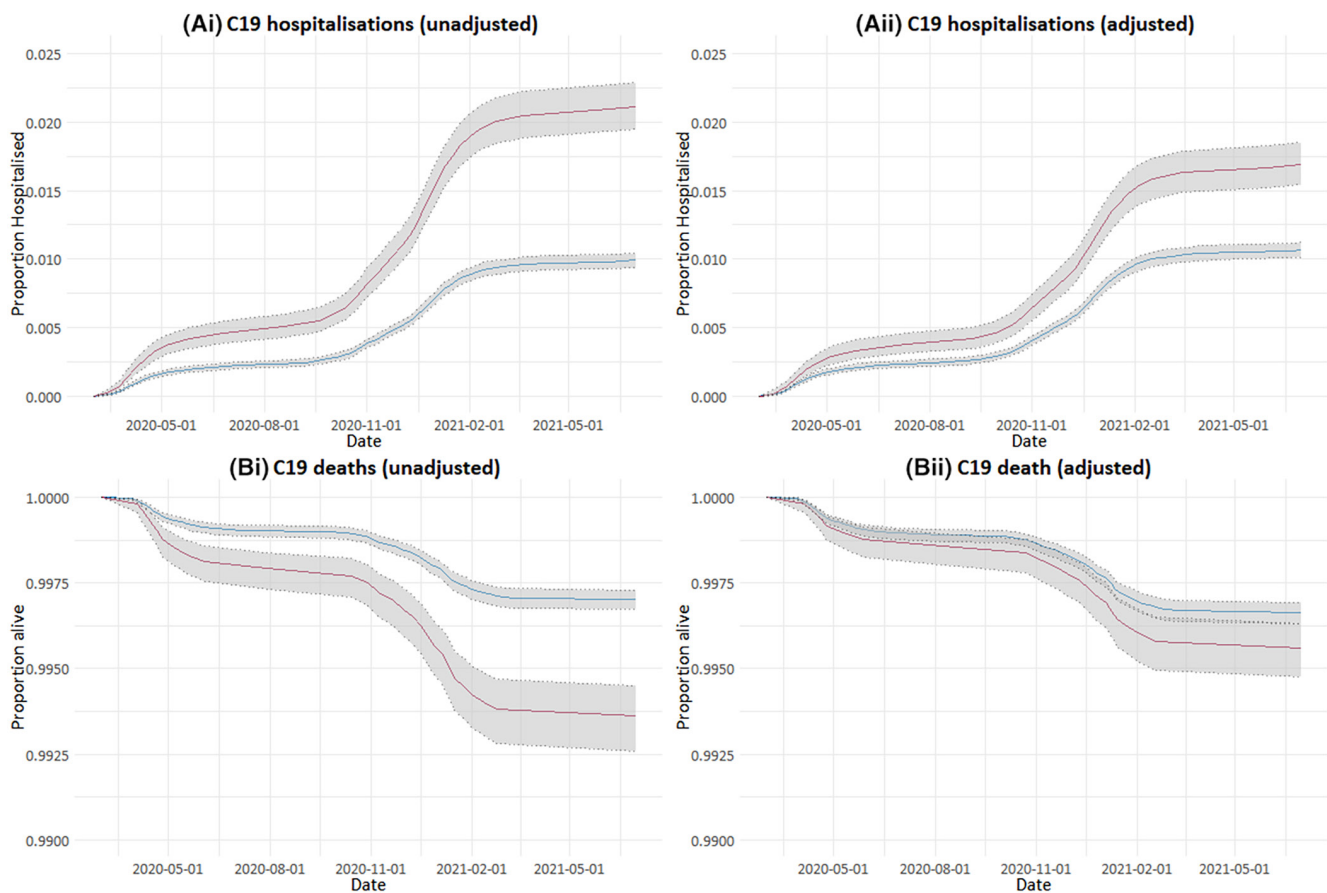 (Ai) C19 hospitalisations (unadjusted)
Proportion Hospitalised
0.025
0.020
0.015
0.010
0.005
0.000
2020-05-01 2020-08-01 2020-11-01 2021-02-01 2021-05-01
Date
(Aii) C19 hospitalisations (adjusted)
Proportion Hospitalised
0.025
0.020
0.015
0.010
0.005
0.000
2020-05-01 2020-08-01 2020-11-01 2021-02-01 2021-05-01
Date
(Bi) C19 deaths (unadjusted)
Proportion alive
1.0000
0.9975
0.9950
0.9925
0.9900
2020-05-01 2020-08-01 2020-11-01 2021-02-01 2021-05-01
Date
(Bii) C19 death (adjusted)
Proportion alive
1.0000
0.9975
0.9950
0.9925
0.9900
2020-05-01 2020-08-01 2020-11-01 2021-02-01 2021-05-01
Date